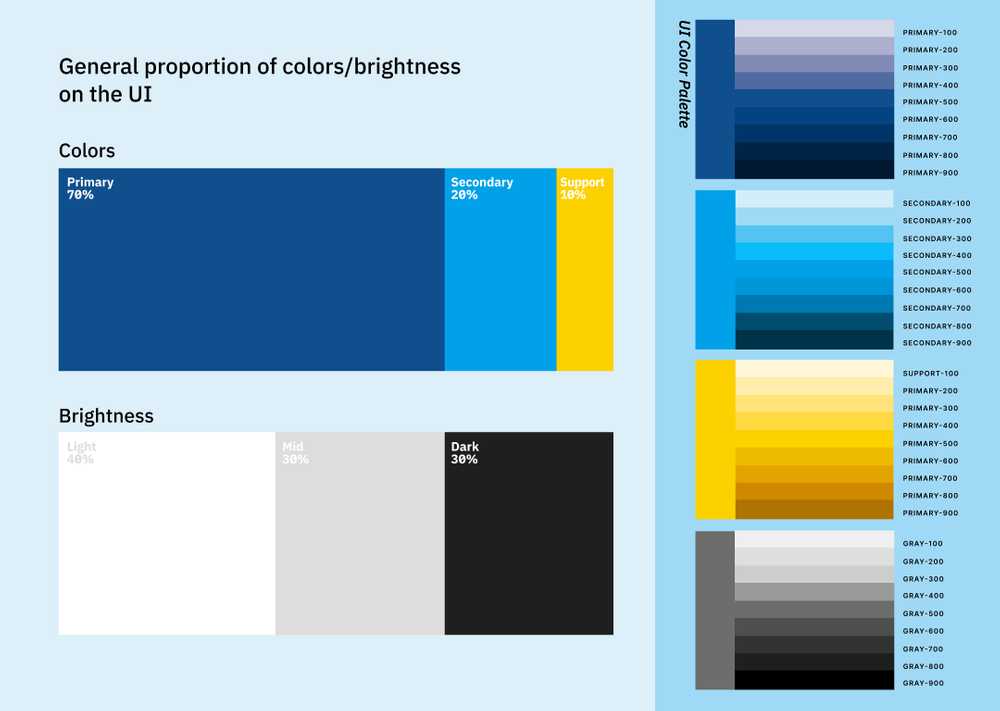 General proportion of colors/brightness
on the UI
Colors
Primary
70%
Secondary
20%
Support
10%
Brightness
Light
40%
Mid
30%
Dark
30%
UI Color Palette
PRIMARY-100
PRIMARY-200
PRIMARY-300
PRIMARY-400
PRIMARY-500
PRIMARY-600
PRIMARY-700
PRIMARY-800
PRIMARY-900
SECONDARY-100
SECONDARY-200
SECONDARY-300
SECONDARY-400
SECONDARY-500
SECONDARY-600
SECONDARY-700
SECONDARY-800
SECONDARY-900
SUPPORT-100
PRIMARY-200
PRIMARY-300
PRIMARY-400
PRIMARY-500
PRIMARY-600
PRIMARY-700
PRIMARY-800
PRIMARY-900
GRAY-100
GRAY-200
GRAY-300
GRAY-400
GRAY-500
GRAY-600
GRAY-700
GRAY-800
GRAY-900